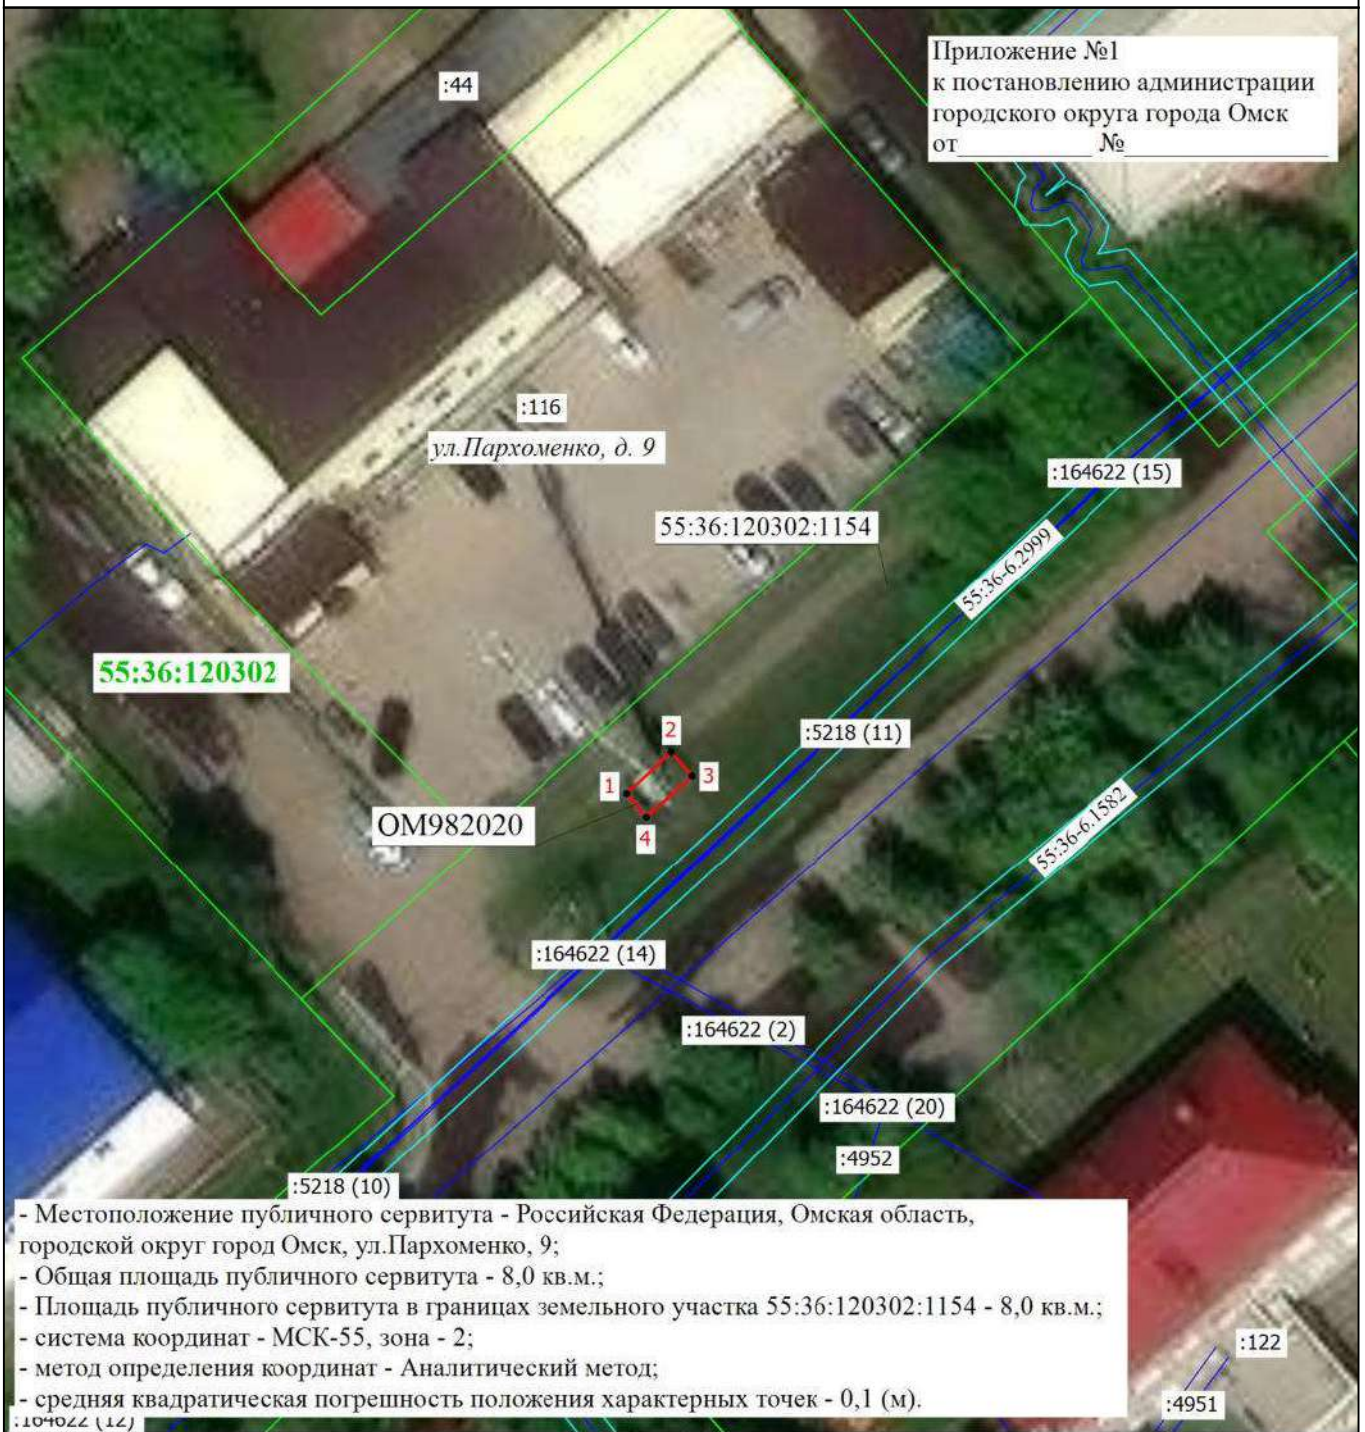 Приложение №1
к постановлению администрации
городского округа города Омск
от__________ №_______________
:44
:116
ул.Пархоменко, д. 9
:164622 (15)
55:36:120302:1154
55:36-6.2999
55:36:120302
2
:5218 (11)
3
1
ОМ982020
4
55:36-6.1582
:164622 (14)
:164622 (2)
:164622 (20)
:4952
:5218 (10)
- Местоположение публичного сервитута - Российская Федерация, Омская область,
городской округ город Омск, ул.Пархоменко, 9;
- Общая площадь публичного сервитута - 8,0 кв.м.;
- Площадь публичного сервитута в границах земельного участка 55:36:120302:1154 - 8,0 кв.м.;
- система координат - МСК-55, зона - 2;
- метод определения координат - Аналитический метод;
- средняя квадратическая погрешность положения характерных точек - 0,1 (м).
:122
:4951
:164622 (12)